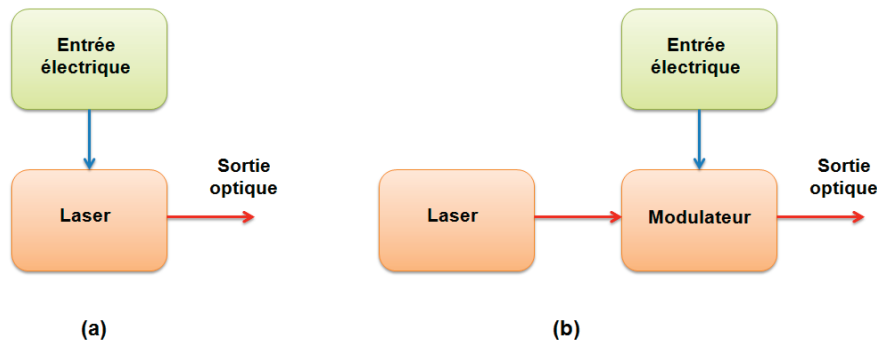 Entrée
électrique
Laser
Sortie
optique
(a)
Entrée
électrique
Laser
Modulateur
Sortie
optique
(b)